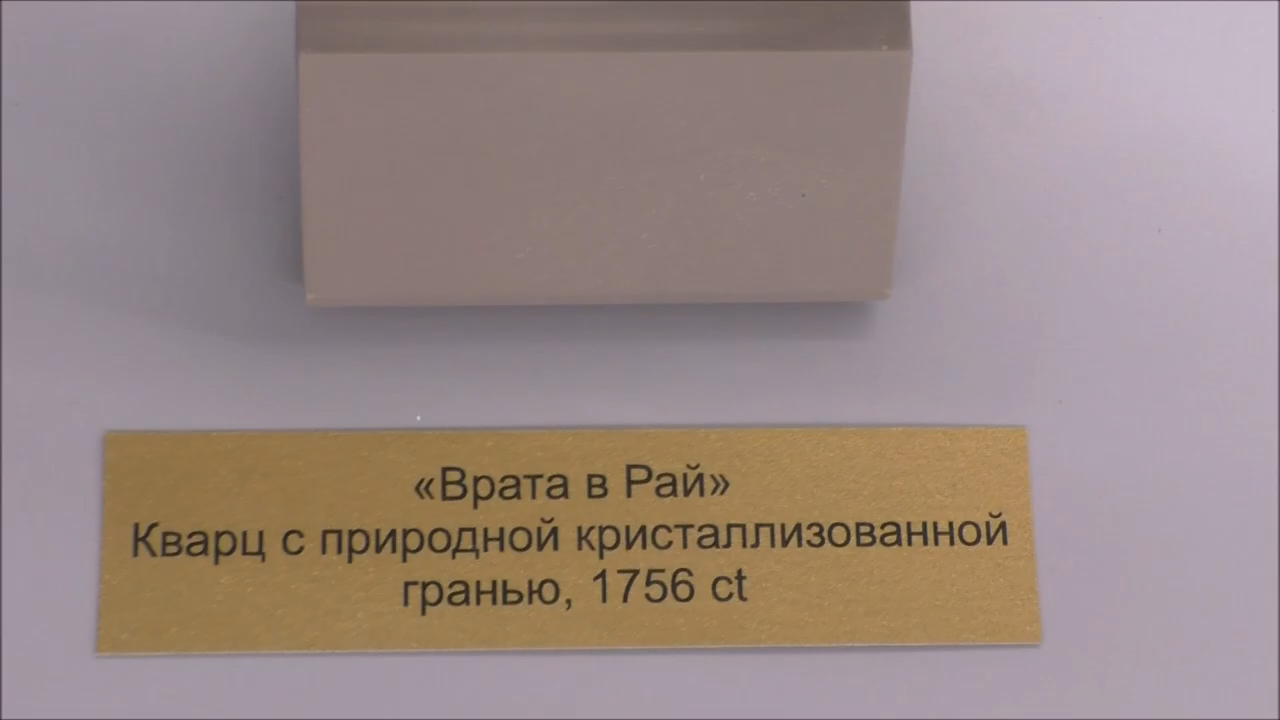 «Врата в Рай»
Кварц с природной кристаллизованной
гранью, 1756 ct